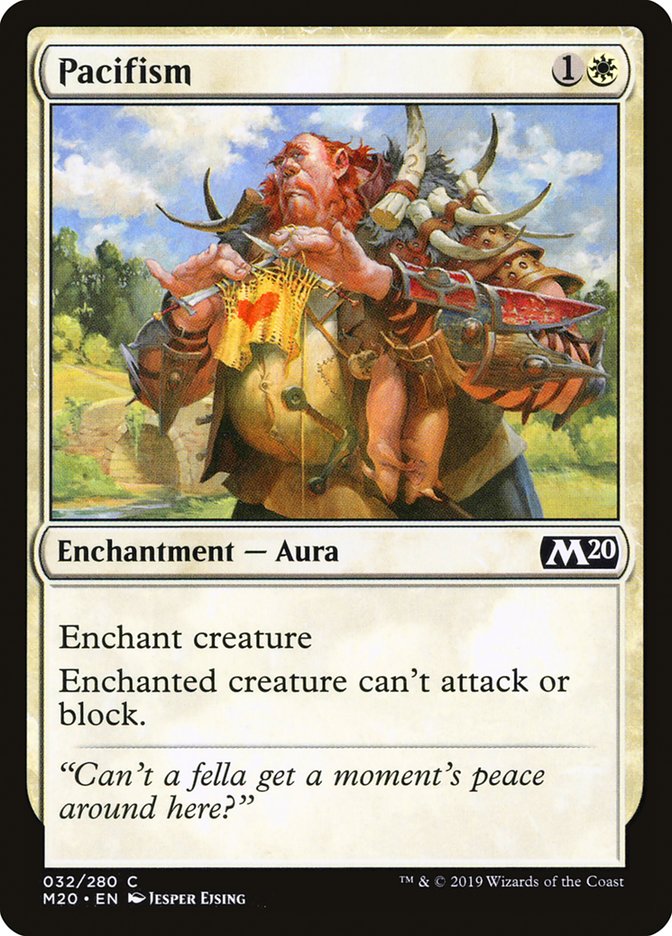 Pacifism 1
Enchantment — Aura M20
Enchant creature
Enchanted creature can't attack or
block.
“Can't a fella get a moment's peace
around here?”
032/280 C
M20 • EN Jesper Ejsing
™ & © 2019 Wizards of the Coast